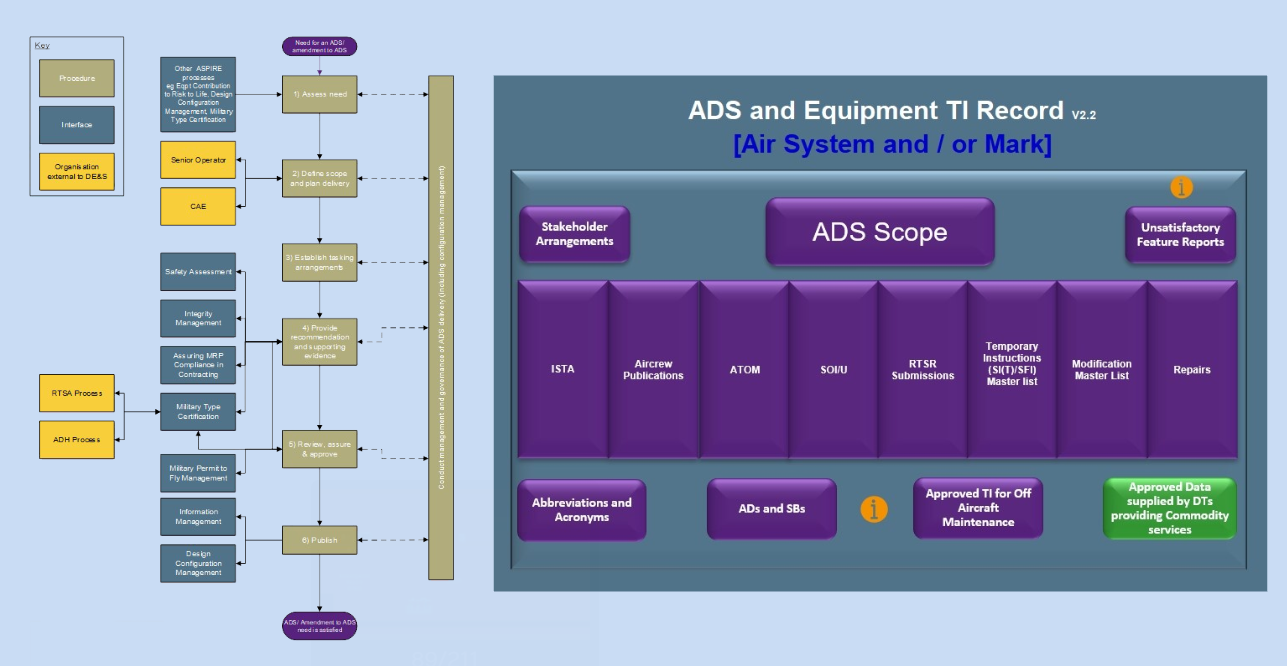 Key
Procedure
Interface
Organisation
external to DE&S
Need for an ADS/
amendment to ADS
Other ASPIRE
processes
eg Eqpt Contribution
to Risk to Life, Design
Configuration
Management, Military
Type Certification
1) Assess need
Senior Operator
CAE
2) Define scope
and plan delivery
3) Establish tasking
arrangements
Safety Assessment
Integrity
Management
Assuring MRP
Compliance in
Contracting
4) Provide
recommendation
and supporting
evidence
RTSA Process
ADH Process
Military Type
Certification
5) Review, assure
& approve
Military Permit to
Fly Management
Information
Management
Design
Configuration
Management
6) Publish
ADS/ Amendment to ADS
need is satisfied
Conduct management and governance of ADS delivery (including configuration management)
ADS and Equipment TI Record V2.2
[Air System and / or Mark]
Stakeholder
Arrangements
ADS Scope
i
Unsatisfactory
Feature Reports
ISTA
Aircrew
Publications
ATOM
SOI/U
RTSR
Submissions
Temporary
Instructions
(SI(T)/SFI)
Master list
Modification
Master List
Repairs
Abbreviations and
Acronyms
ADs and SBs
i
Approved TI for Off
Aircraft
Maintenance
Approved Data
supplied by DTs
providing Commodity
services